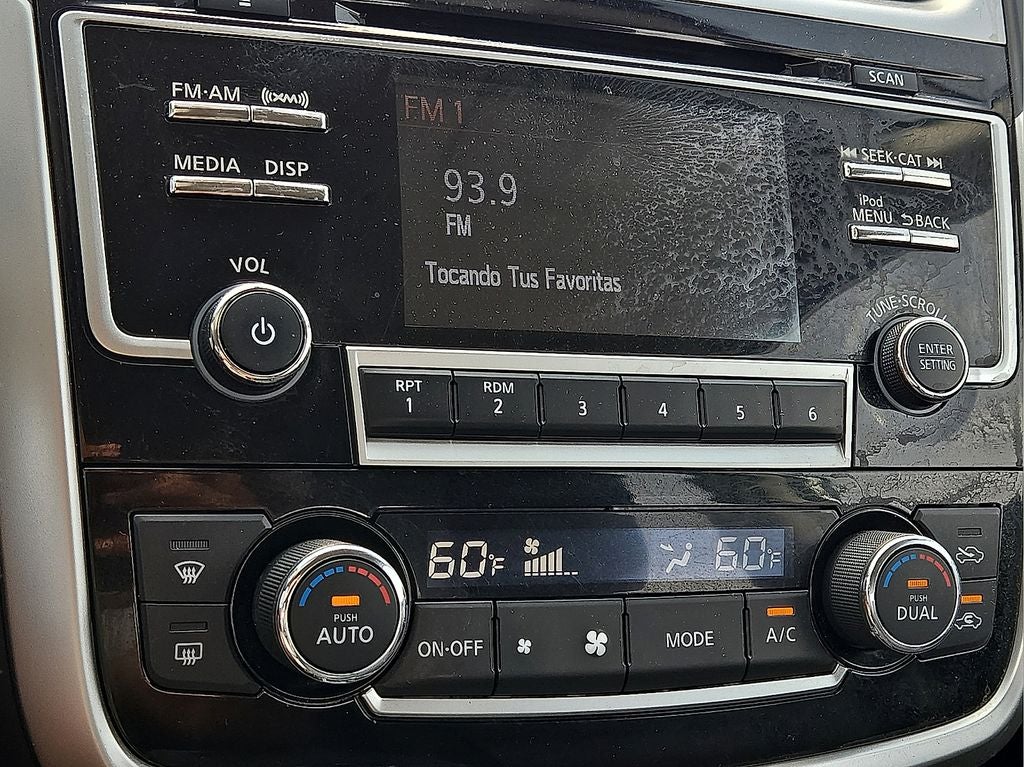 SCAN
FM·AM
((XM))
MEDIA
DISP
VOL
FM 1
93.9
FM
Tocando Tus Favoritas
SEEK·CAT
iPod
MENU
BACK
TUNE·SCROLL
ENTER
SETTING
RPT
1
RDM
2
3
4
5
6
60°F
60°F
PUSH
AUTO
ON·OFF
MODE
A/C
PUSH
DUAL